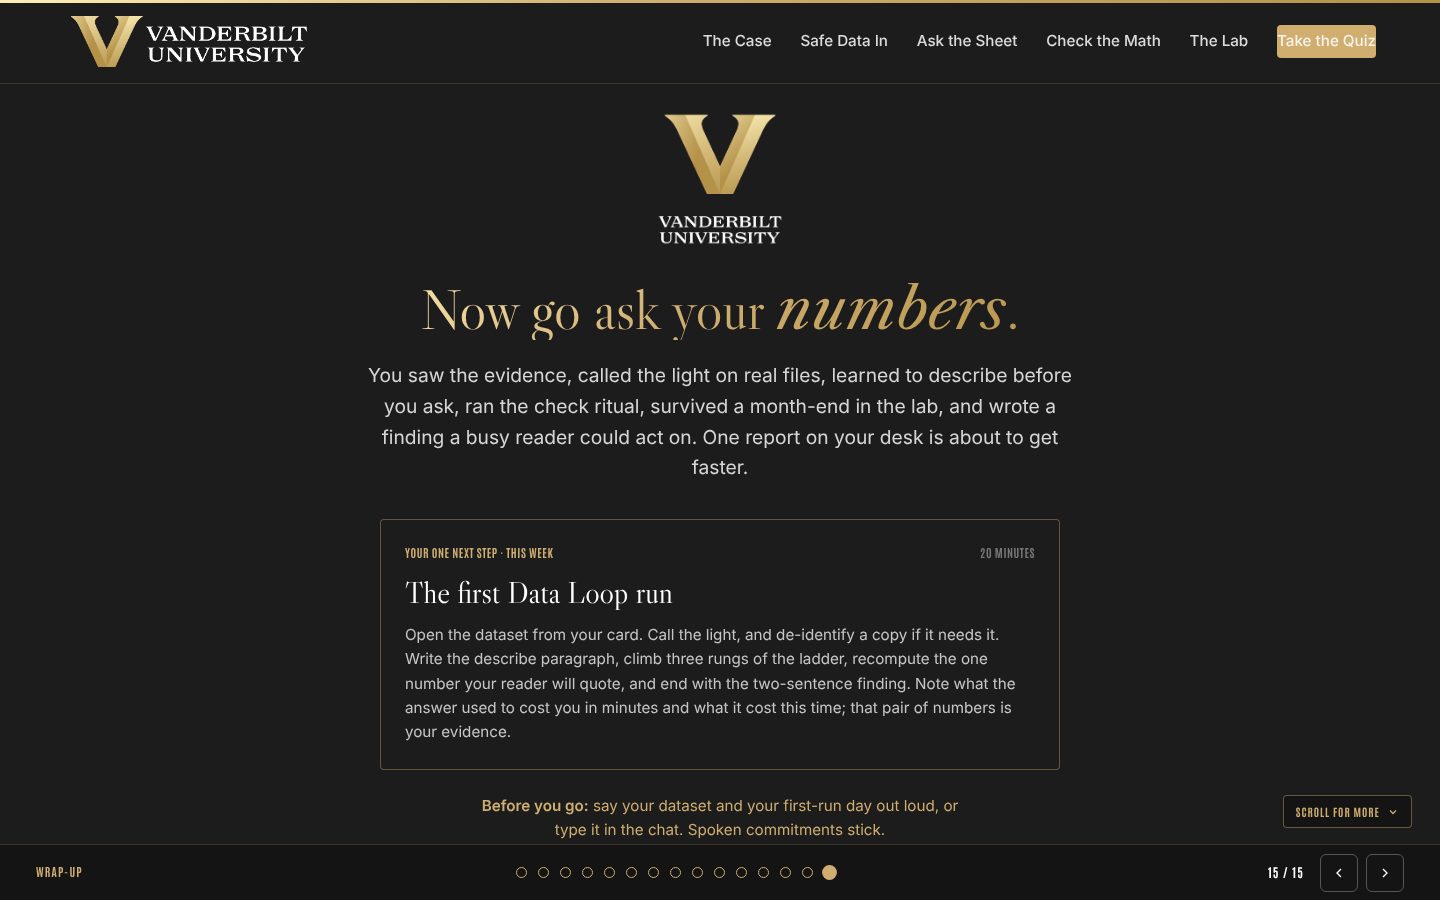 VANDERBILT
UNIVERSITY
The Case
Safe Data In
Ask the Sheet
Check the Math
The Lab
Take the Quiz
VANDERBILT
UNIVERSITY
Now go ask your numbers.
You saw the evidence, called the light on real files, learned to describe before
you ask, ran the check ritual, survived a month-end in the lab, and wrote a
finding a busy reader could act on. One report on your desk is about to get
faster.
YOUR ONE NEXT STEP · THIS WEEK
20 MINUTES
The first Data Loop run
Open the dataset from your card. Call the light, and de-identify a copy if it needs it.
Write the describe paragraph, climb three rungs of the ladder, recompute the one
number your reader will quote, and end with the two-sentence finding. Note what the
answer used to cost you in minutes and what it cost this time; that pair of numbers is
your evidence.
Before you go: say your dataset and your first-run day out loud, or
type it in the chat. Spoken commitments stick.
SCROLL FOR MORE
WRAP-UP
15 / 15